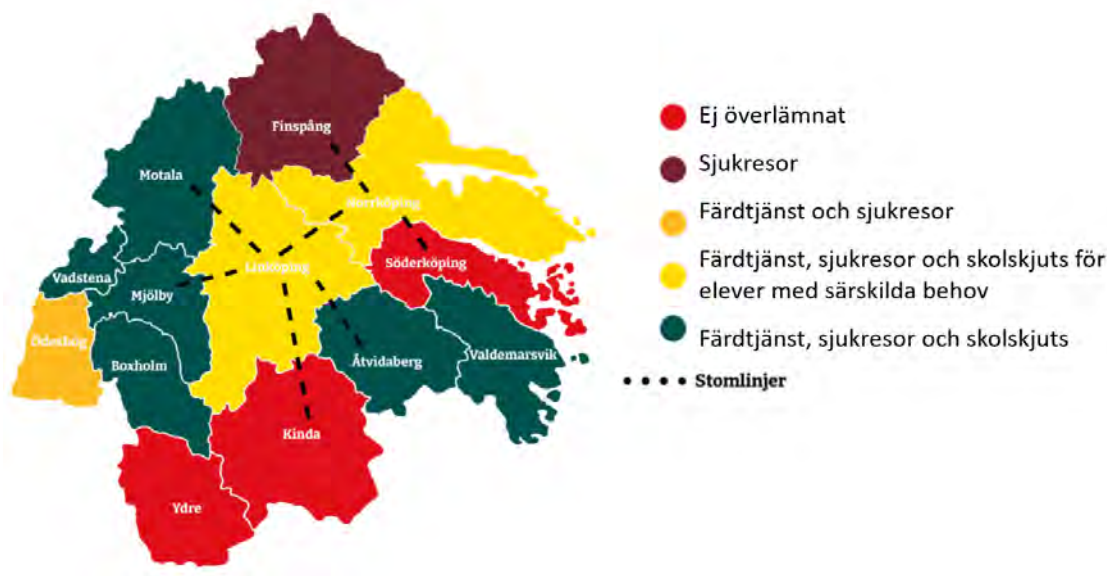 Finspång
Motala
Norrköping
Linköping
Söderköping
Vadstena
Mjölby
Ödeshög
Boxholm
Åtvidaberg
Valdemarsvik
Kinda
Ydre
Ej överlämnat
Sjukresor
Färdtjänst och sjukresor
Färdtjänst, sjukresor och skolskjuts för
elever med särskilda behov
Färdtjänst, sjukresor och skolskjuts
Stomlinjer